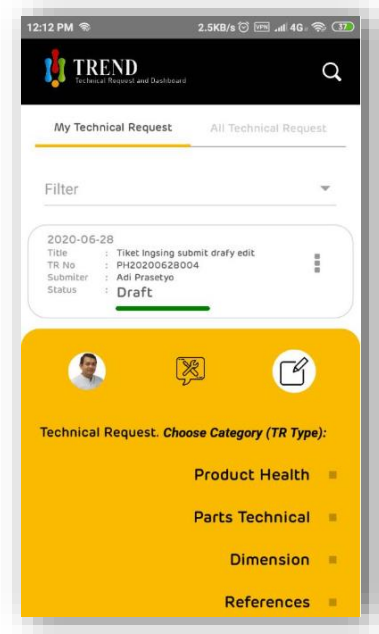 12:12 PM 2.5KB/s VPN 4G 37
TREND
Technical Request and Dashboard
My Technical Request All Technical Request
Filter
2020-06-28
Title : Tiket Ingsing submit drafy edit
TR No : PH20200628004
Submiter : Adi Prasetyo
Status : Draft
Technical Request. Choose Category (TR Type):
Product Health
Parts Technical
Dimension
References